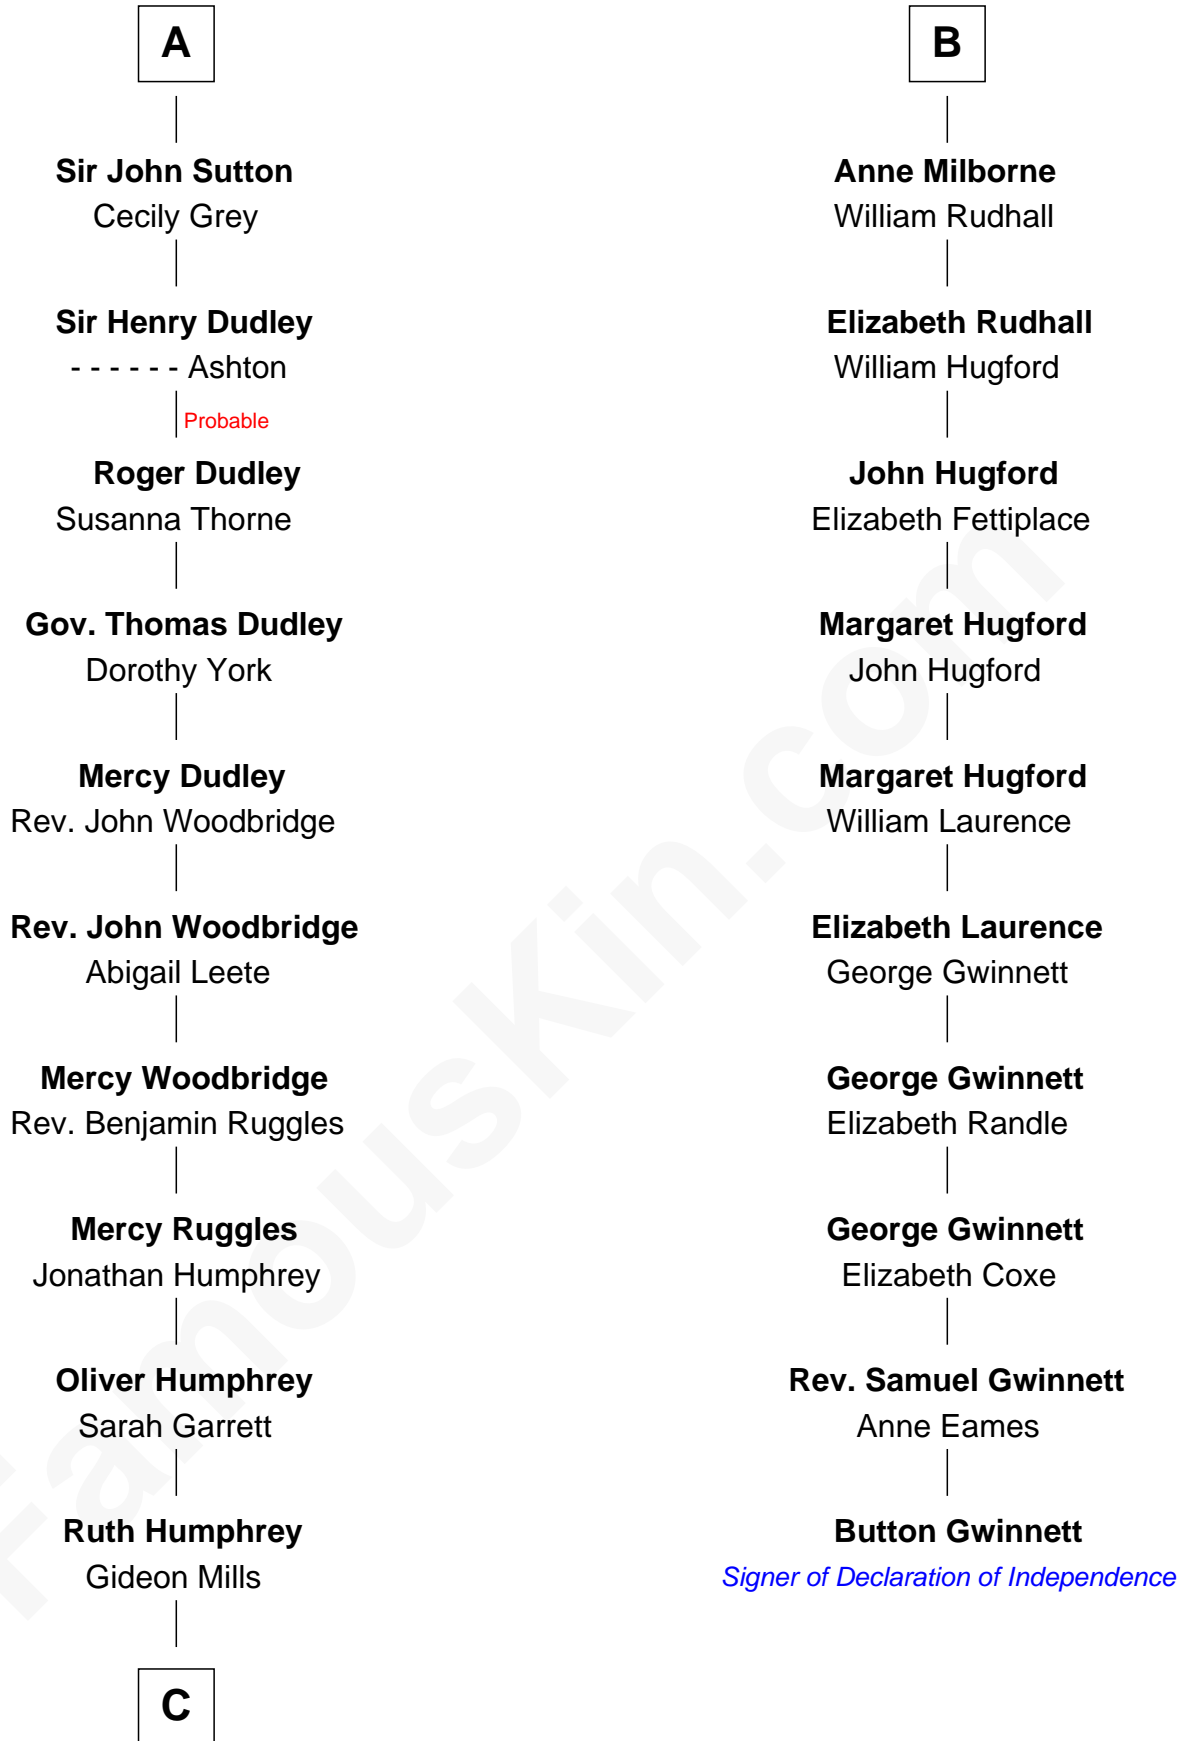 A
Sir John Sutton
Cecily Grey
Sir Henry Dudley
- - - - - - Ashton
Probable
Roger Dudley
Susanna Thorne
Gov. Thomas Dudley
Dorothy York
Mercy Dudley
Rev. John Woodbridge
Rev. John Woodbridge
Abigail Leete
Mercy Woodbridge
Rev. Benjamin Ruggles
Mercy Ruggles
Jonathan Humphrey
Oliver Humphrey
Sarah Garrett
Ruth Humphrey
Gideon Mills
C
B
Anne Milborne
William Rudhall
Elizabeth Rudhall
William Hugford
John Hugford
Elizabeth Fettiplace
Margaret Hugford
John Hugford
Margaret Hugford
William Laurence
Elizabeth Laurence
George Gwinnett
George Gwinnett
Elizabeth Randle
George Gwinnett
Elizabeth Coxe
Rev. Samuel Gwinnett
Anne Eames
Button Gwinnett
Signer of Declaration of Independence
FamousKin.com